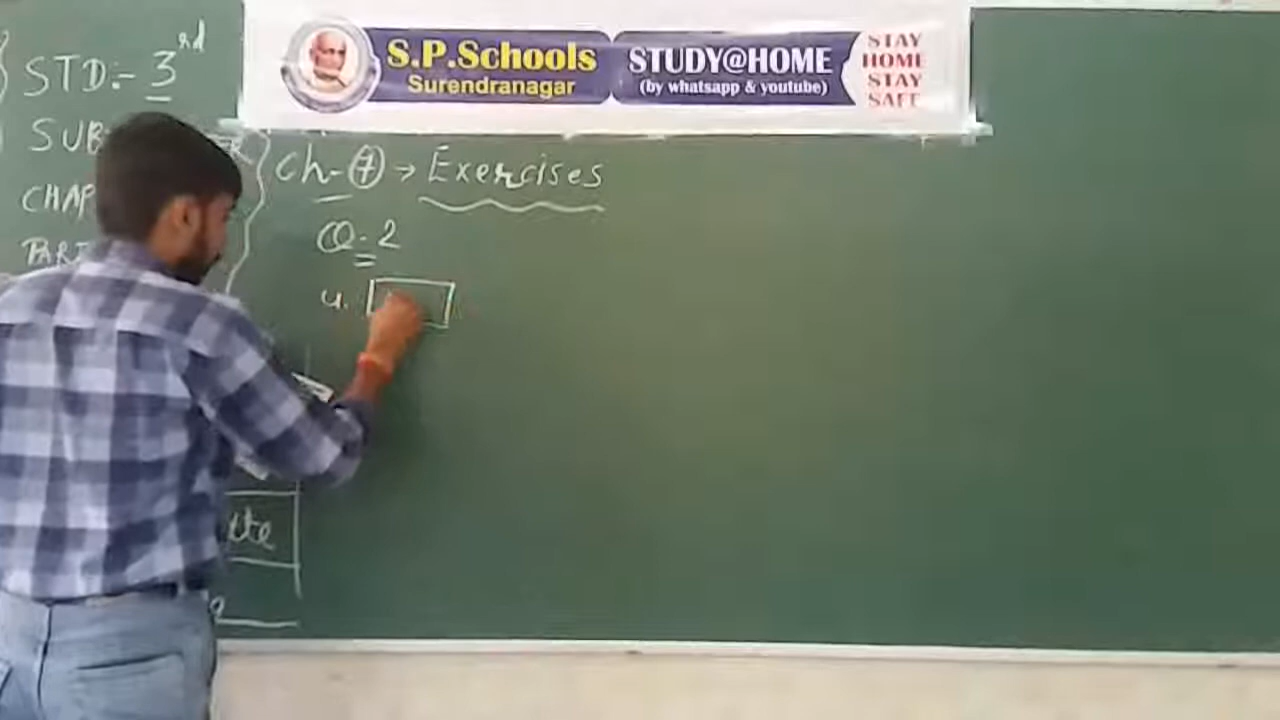 STD:- 3rd
SUB
CHAP
PART
S.P.Schools
Surendranagar
STUDY@HOME
(by whatsapp & youtube)
STAY
HOME
STAY
SAFE
Ch-7 → Exercises
Q-2
4.